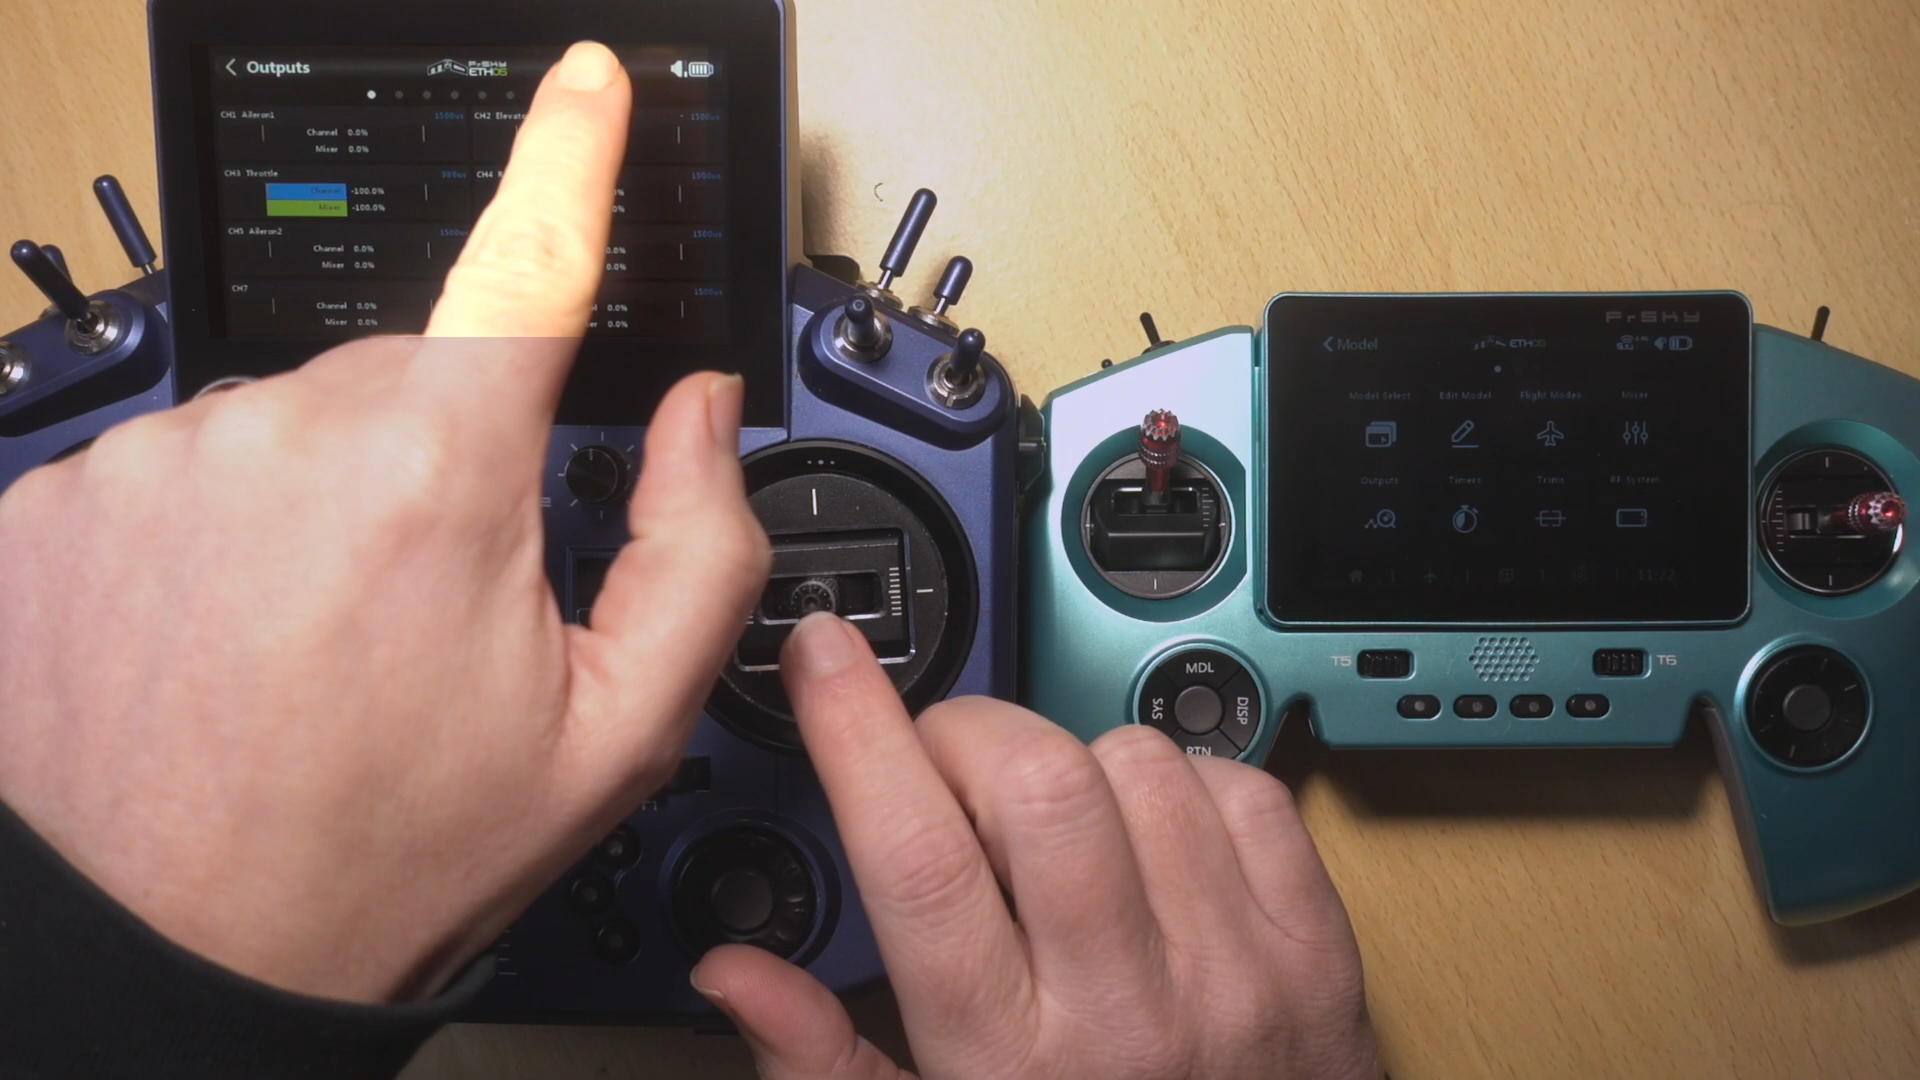 Outputs
FrSKY
ETHOS
CH1 Aileron1
1500us
Channel 0.0%
Mixer 0.0%
CH2 Elevato
1500us
CH3 Throttle
988us
Channel -100.0%
Mixer -100.0%
CH4
1500us
CH5 Aileron2
1500us
Channel 0.0%
Mixer 0.0%
1500us
0.0%
0.0%
CH7
Channel 0.0%
Mixer 0.0%
1500us
0.0%
0.0%
FrSKY
Model
ETHOS
Model Select
Edit Model
Flight Modes
Mixer
Outputs
Timers
Trims
RF System
11:22
T5
T6
MDL
SYS
DISP
RTN